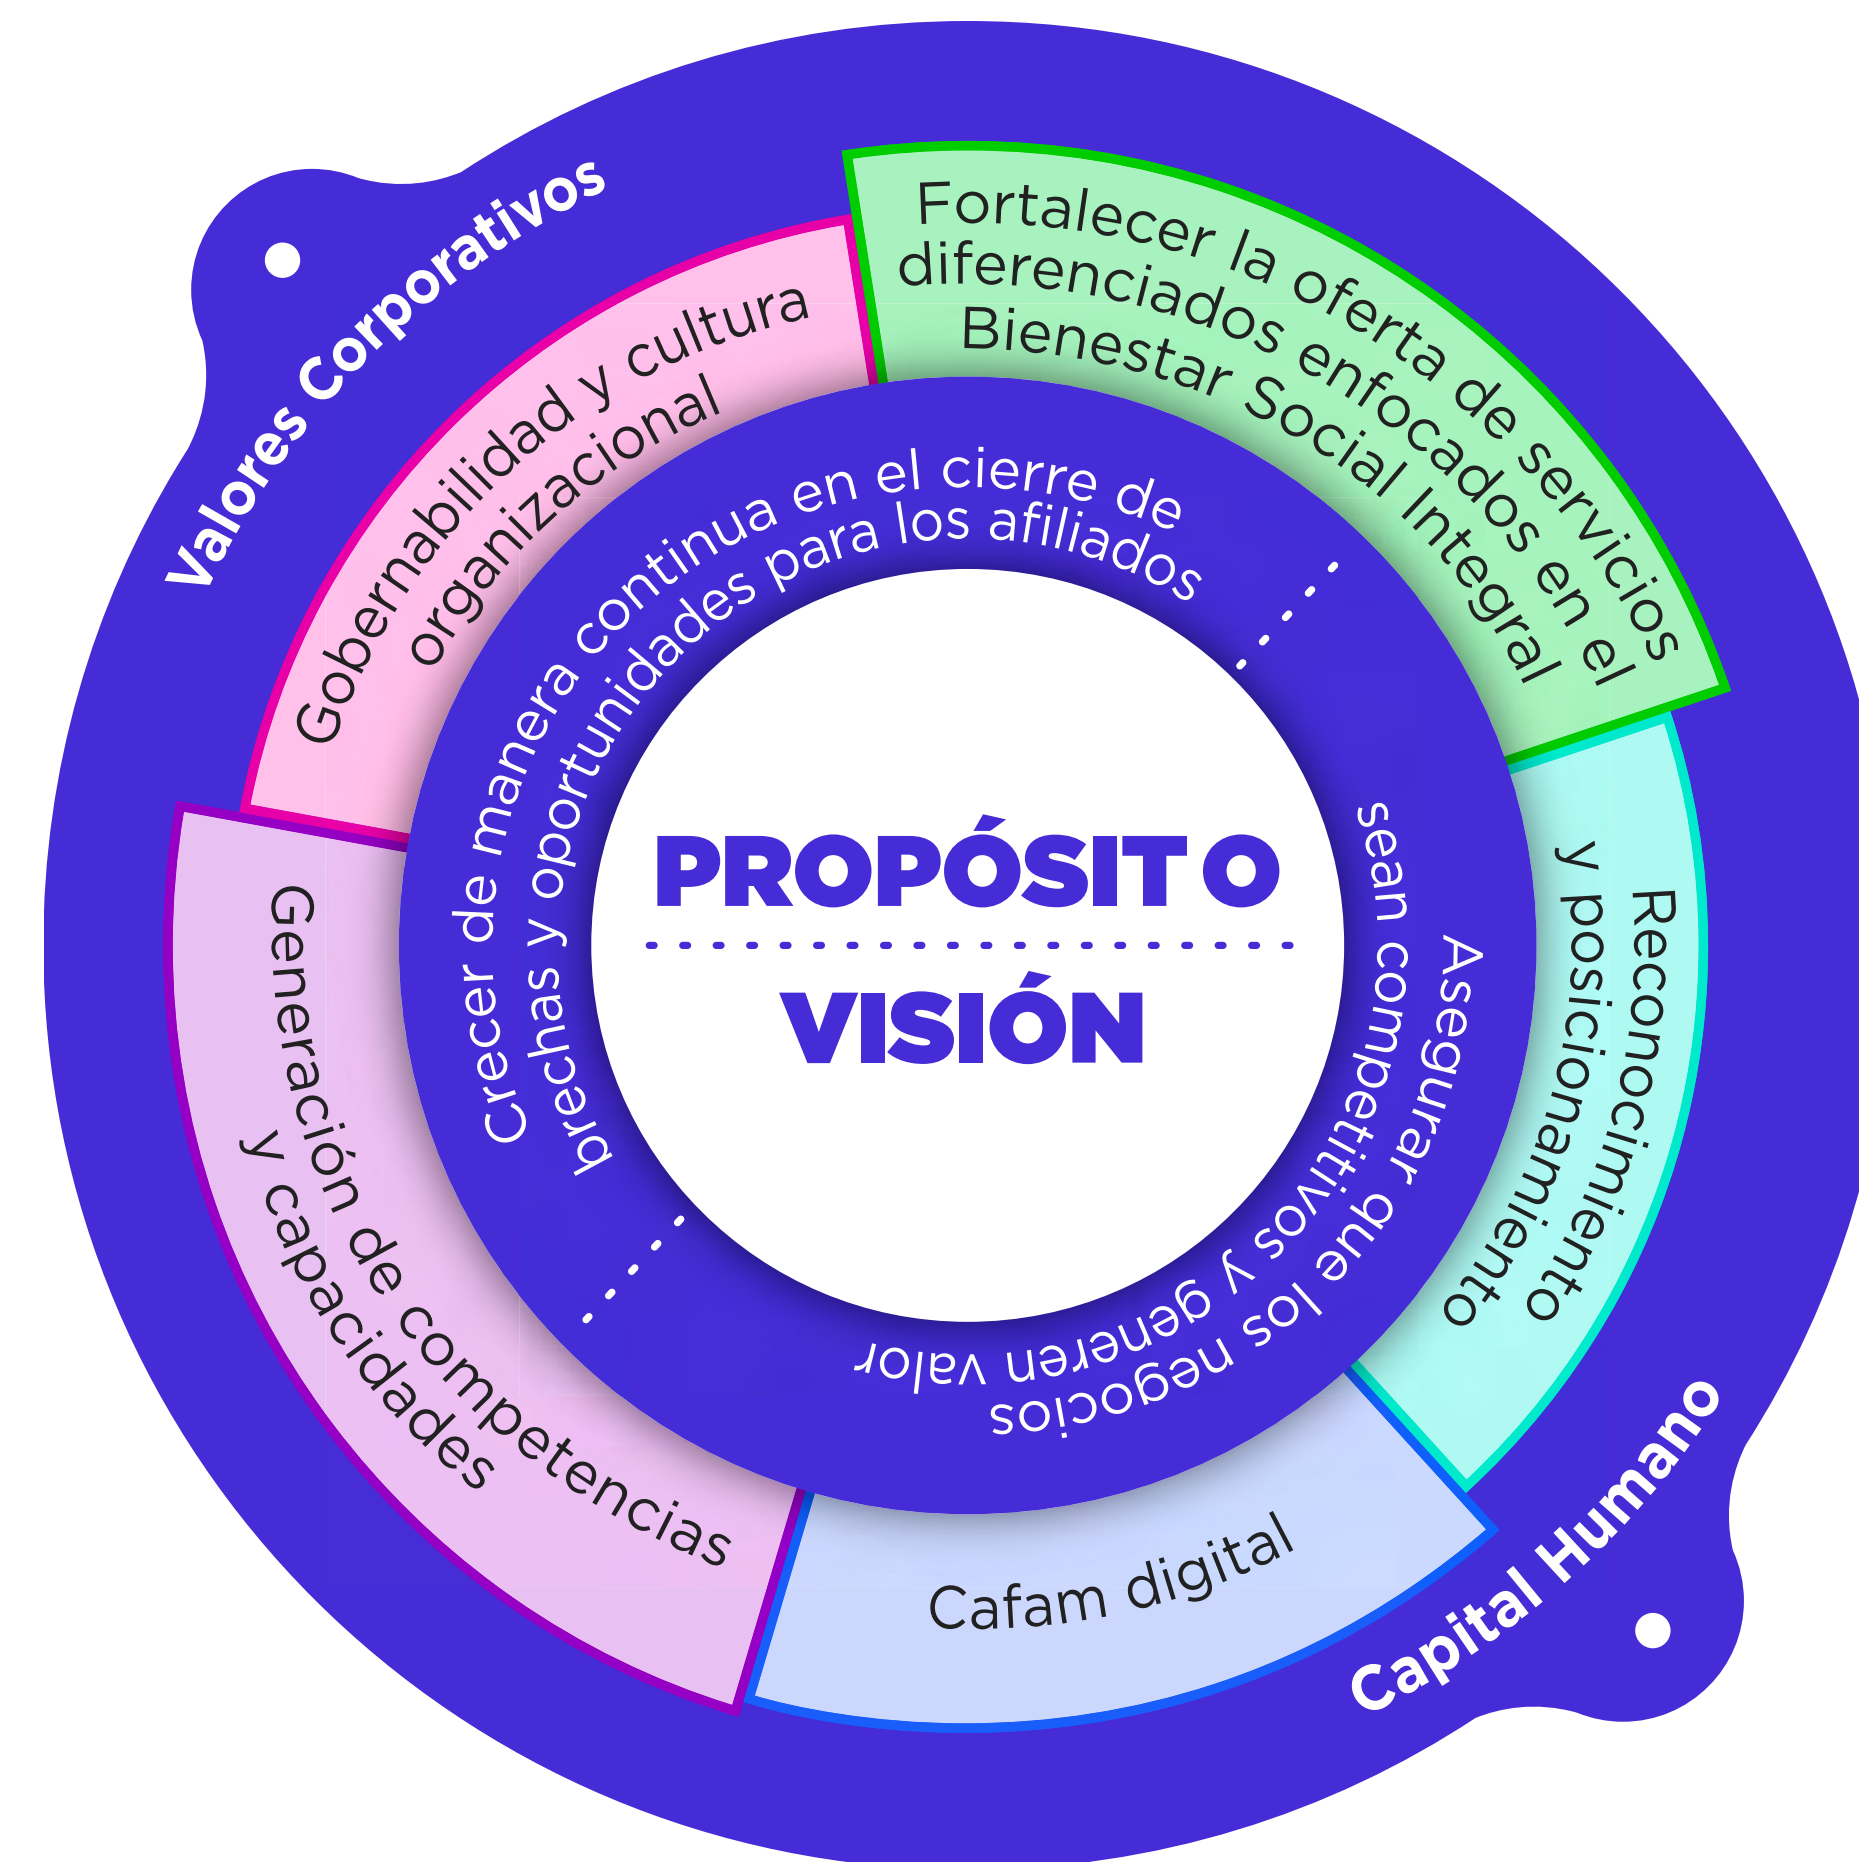 Valores Corporativos
Fortalecer la oferta de servicios
diferenciados enfocados en el
Bienestar Social Integral
Gobernabilidad y cultura
organizacional
Crecer de manera continua en el cierre de
brechas y oportunidades para los afiliados
PROPÓSITO
VISIÓN
Asegurar que los negocios
sean competitivos y generen valor
Reconocimiento
y posicionamiento
Generación de competencias
y capacidades
Cafam digital
Capital Humano